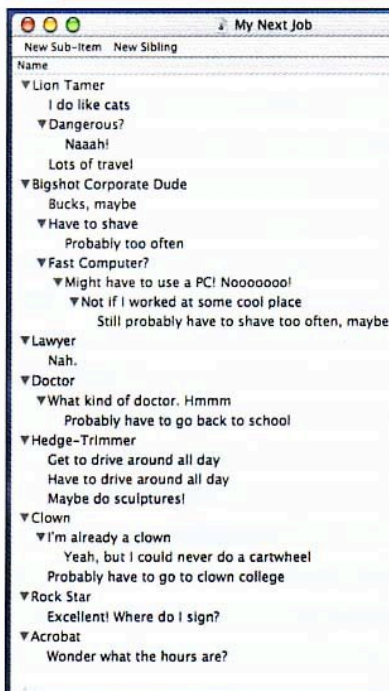 My Next Job
New Sub-Item New Sibling
Name
Lion Tamer
I do like cats
Dangerous?
Naaah!
Lots of travel
Bigshot Corporate Dude
Bucks, maybe
Have to shave
Probably too often
Fast Computer?
Might have to use a PC! Nooooooo!
Not if I worked at some cool place
Still probably have to shave too often, maybe
Lawyer
Nah.
Doctor
What kind of doctor. Hmmm
Probably have to go back to school
Hedge-Trimmer
Get to drive around all day
Have to drive around all day
Maybe do sculptures!
Clown
I'm already a clown
Yeah, but I could never do a cartwheel
Probably have to go to clown college
Rock Star
Excellent! Where do I sign?
Acrobat
Wonder what the hours are?